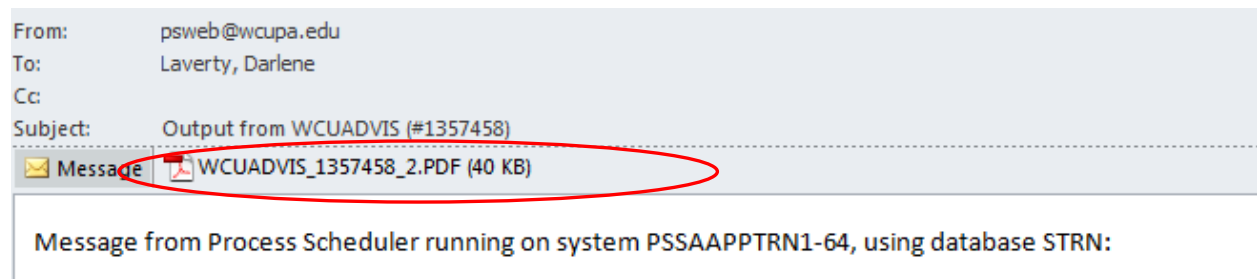 From: psweb@wcupa.edu
To: Laverty, Darlene
Cc:
Subject: Output from WCUADVIS (#1357458)
Message WCUADVIS_1357458_2.PDF (40 KB)
Message from Process Scheduler running on system PSSAAPPTRN1-64, using database STRN: